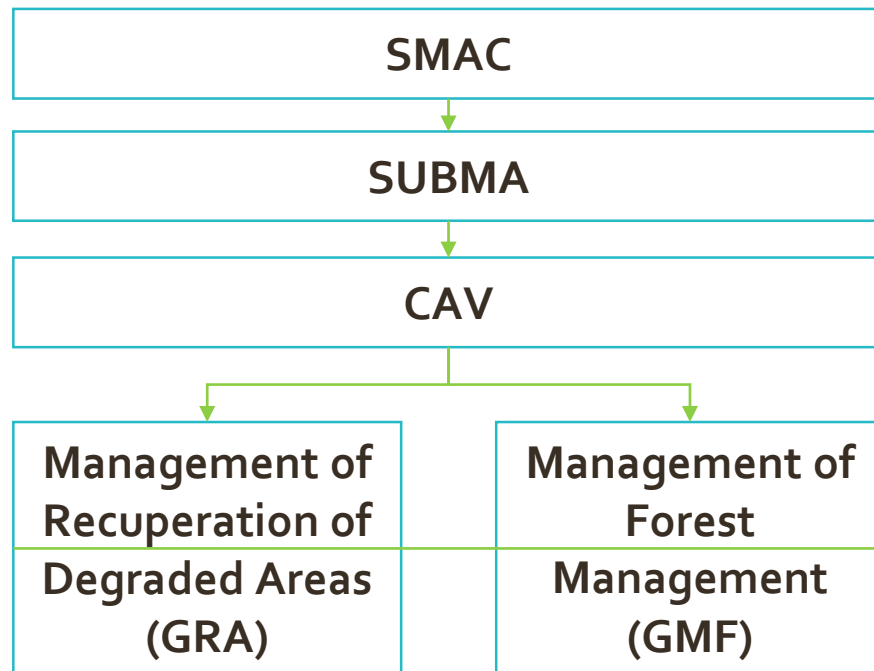 SMAC
SUBMA
CAV
Management of
Recuperation of
Degraded Areas
(GRA)
Management of
Forest
Management
(GMF)